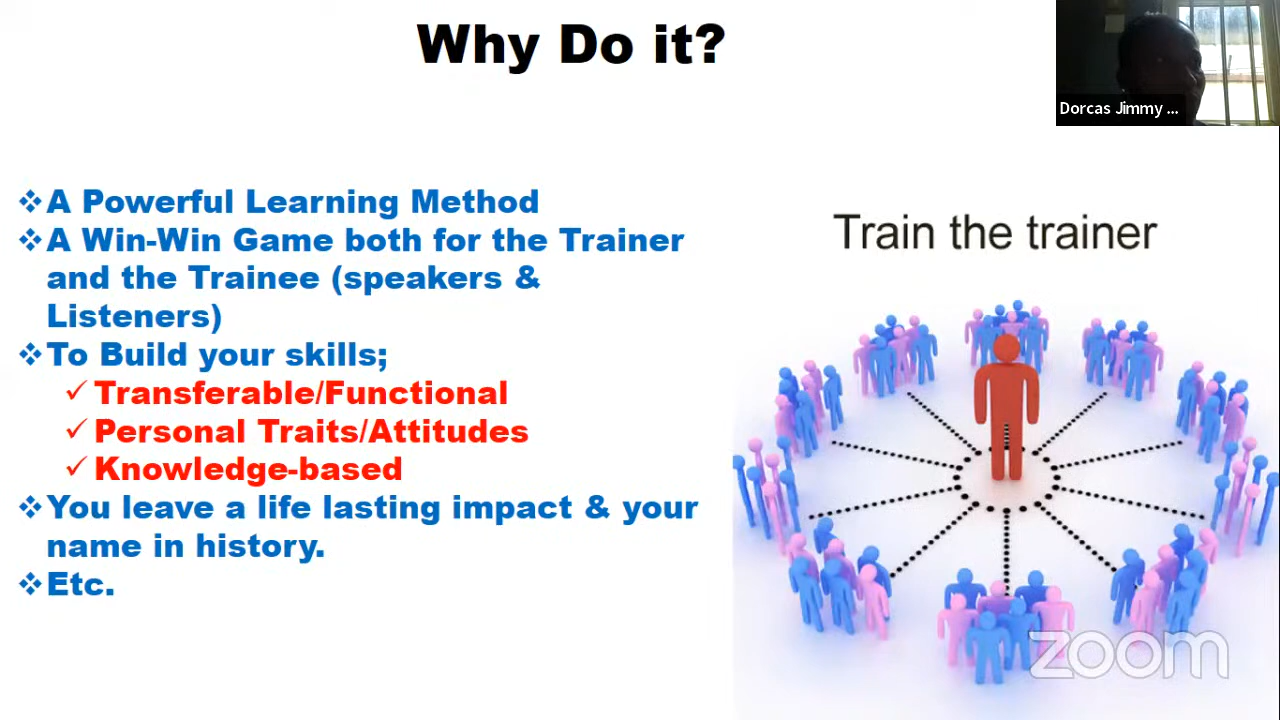 Why Do it?
Dorcas Jimmy ...
❖A Powerful Learning Method
❖A Win-Win Game both for the Trainer
and the Trainee (speakers &
Listeners)
❖To Build your skills;
✓Transferable/Functional
✓Personal Traits/Attitudes
✓Knowledge-based
❖You leave a life lasting impact & your
name in history.
❖Etc.
Train the trainer
zoom